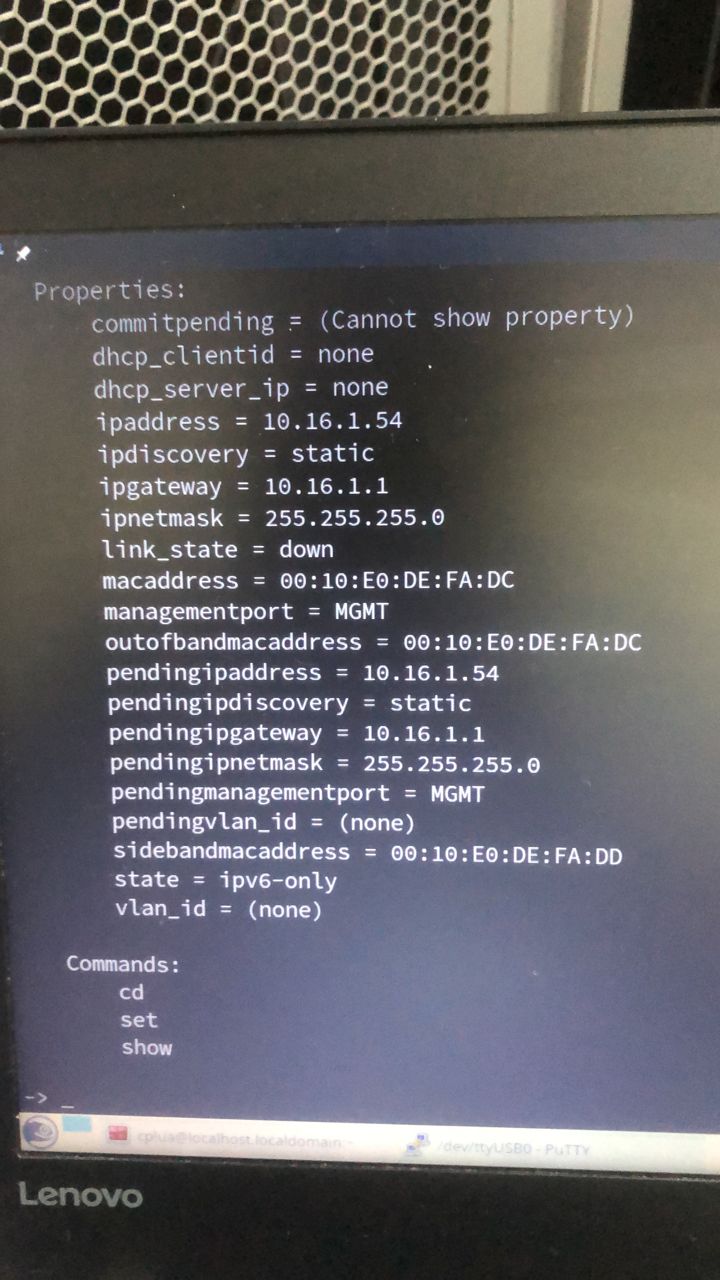 Properties:
commitpending = (Cannot show property)
dhcp_clientid = none
dhcp_server_ip = none
ipaddress = 10.16.1.54
ipdiscovery = static
ipgateway = 10.16.1.1
ipnetmask = 255.255.255.0
link_state = down
macaddress = 00:10:E0:DE:FA:DC
managementport = MGMT
outofbandmacaddress = 00:10:E0:DE:FA:DC
pendingipaddress = 10.16.1.54
pendingipdiscovery = static
pendingipgateway = 10.16.1.1
pendingipnetmask = 255.255.255.0
pendingmanagementport = MGMT
pendingvlan_id = (none)
sidebandmacaddress = 00:10:E0:DE:FA:DD
state = ipv6-only
vlan_id = (none)
Commands:
cd
set
show
-> _
cplua@localhost.localdomain:~
/dev/ttyUSB0 - PuTTY
Lenovo